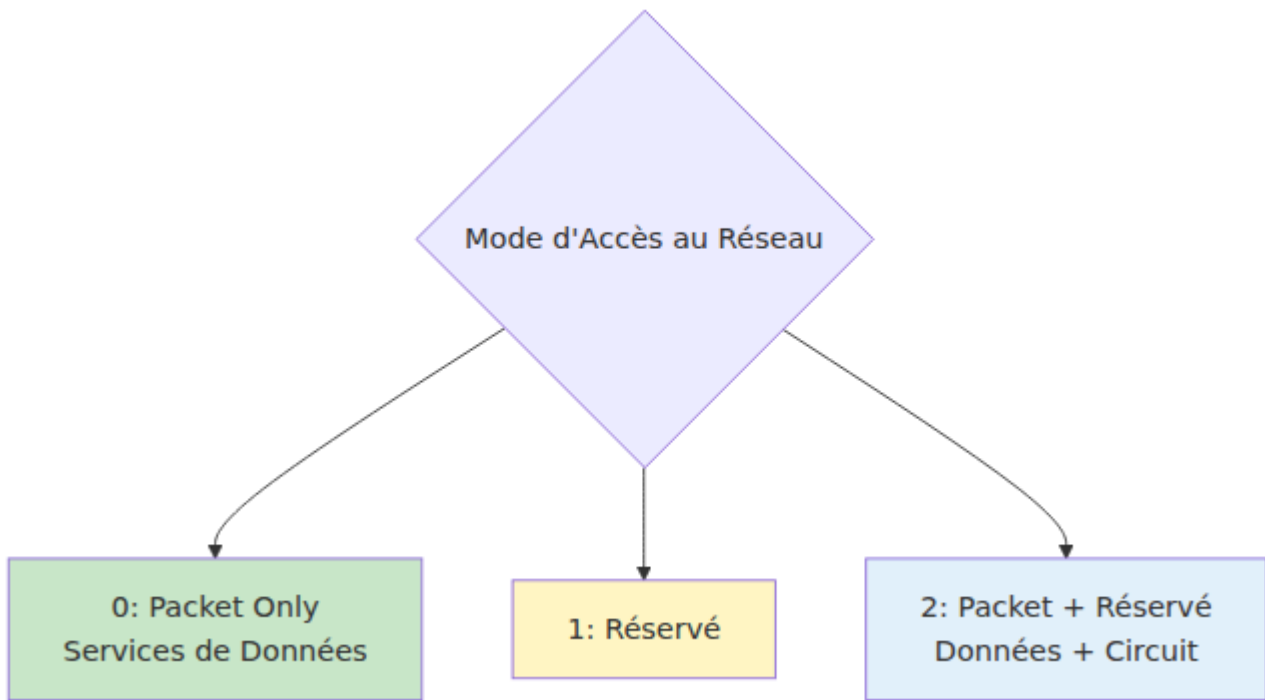 Mode d'Accès au Réseau
0: Packet Only
Services de Données
1: Réservé
2: Packet + Réservé
Données + Circuit